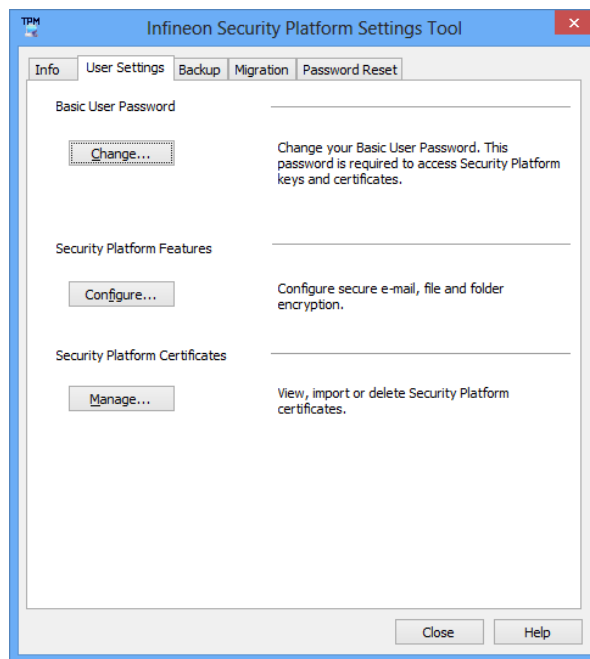 TPM
Infineon Security Platform Settings Tool
Info User Settings Backup Migration Password Reset
Basic User Password
Change...
Change your Basic User Password. This
password is required to access Security Platform
keys and certificates.
Security Platform Features
Configure...
Configure secure e-mail, file and folder
encryption.
Security Platform Certificates
Manage...
View, import or delete Security Platform
certificates.
Close Help